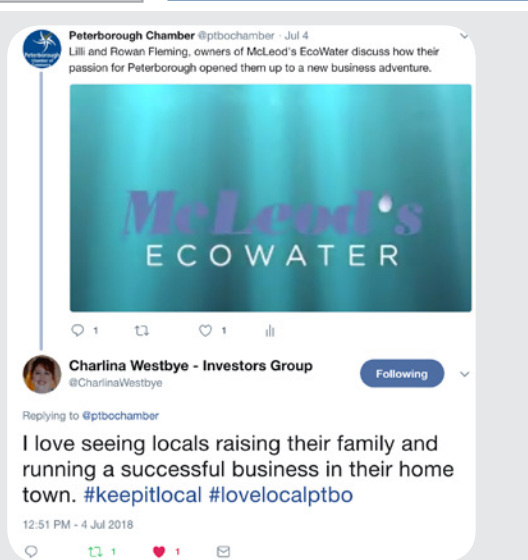 Peterborough Chamber @ptbochamber · Jul 4
Lilli and Rowan Fleming, owners of McLeod's EcoWater discuss how their
passion for Peterborough opened them up to a new business adventure.
McLeod's
ECOWATER
1 1
Charlina Westbye - Investors Group
@CharlinaWestbye
Following
Replying to @ptbochamber
I love seeing locals raising their family and
running a successful business in their home
town. #keepitlocal #lovelocalptbo
12:51 PM - 4 Jul 2018
1 1